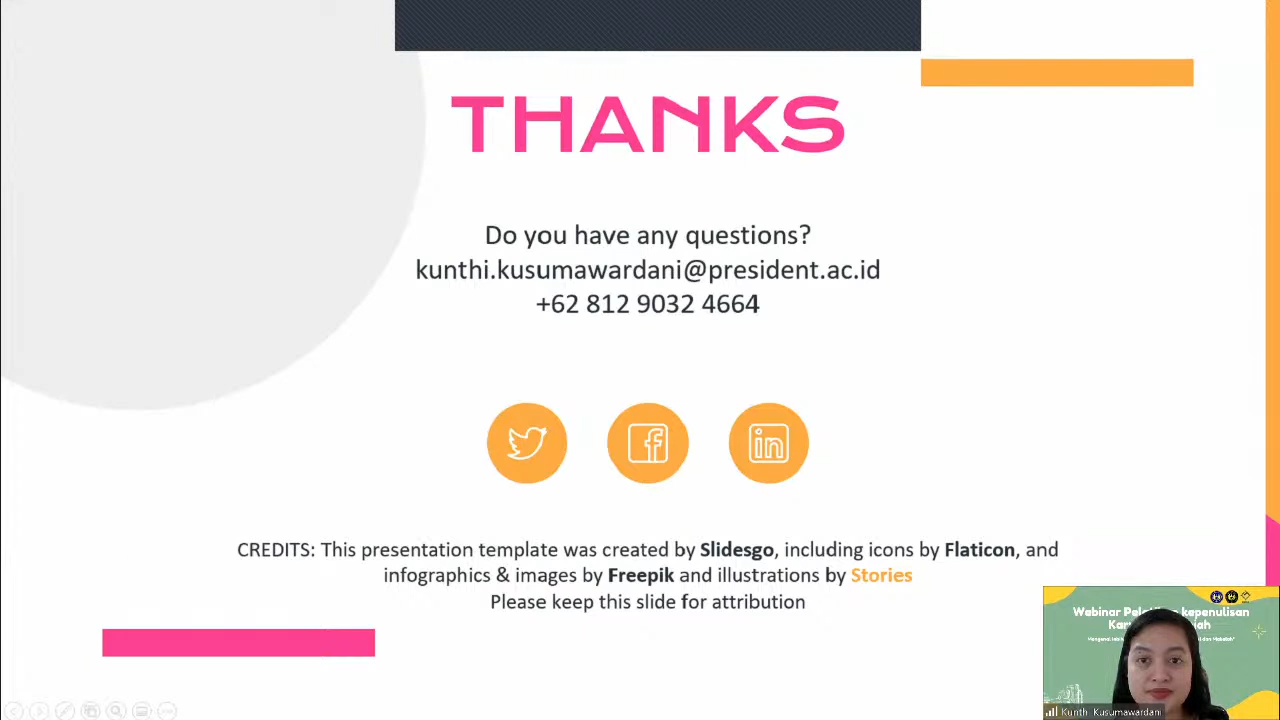 THANKS
Do you have any questions?
kunthi.kusumawardani@president.ac.id
+62 812 9032 4664
CREDITS: This presentation template was created by Slidesgo, including icons by Flaticon, and
infographics & images by Freepik and illustrations by Stories
Please keep this slide for attribution
Webinar kepenulisan
Kunthi Kusumawardani